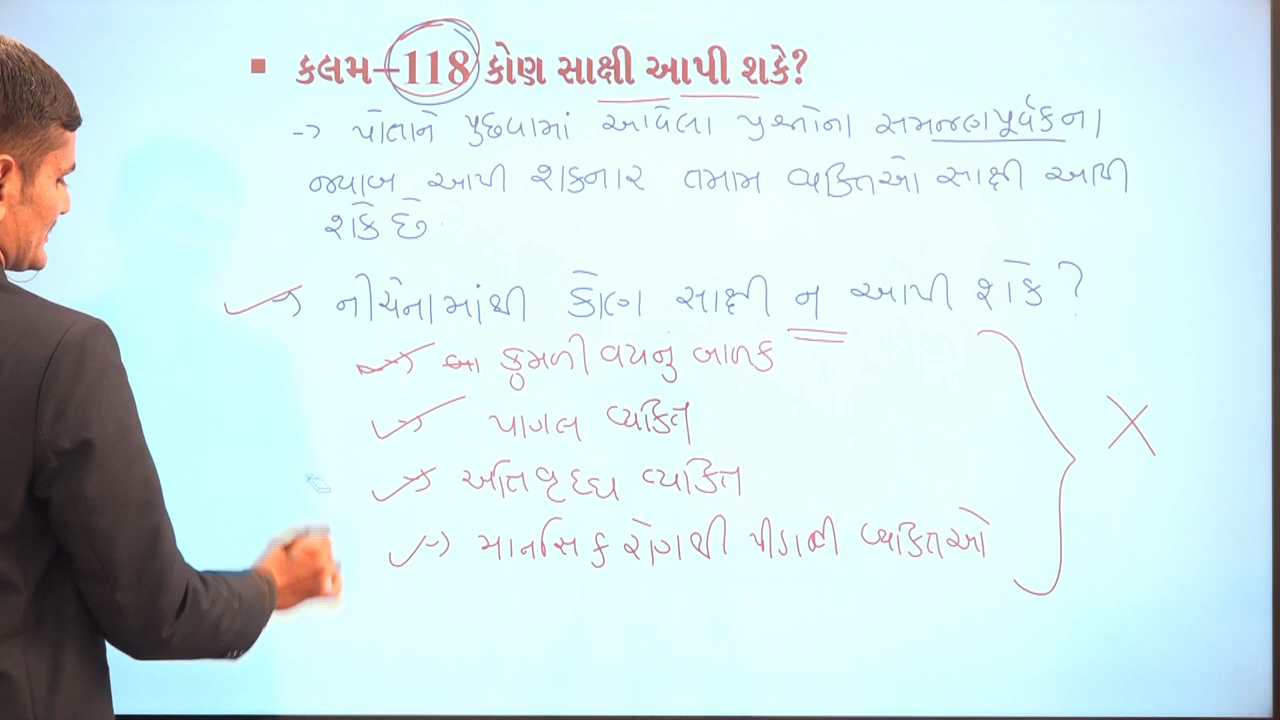 ▪ કલમ–118 કોણ સાક્ષી આપી શકે?
→ પોતાને પુછવામાં આવેલા પ્રશ્નોના સમજણપૂર્વકના
જવાબ આપી શકનાર તમામ વ્યક્તિઓ સાક્ષી આપી
શકે છે.
→ નીચેનામાંથી કોણ સાક્ષી ન આપી શકે?
કુમળી વયનું બાળક
પાગલ વ્યક્તિ
અતિવૃદ્ધ વ્યક્તિ
→ માનસિક રોગથી પીડાતી વ્યક્તિઓ
X